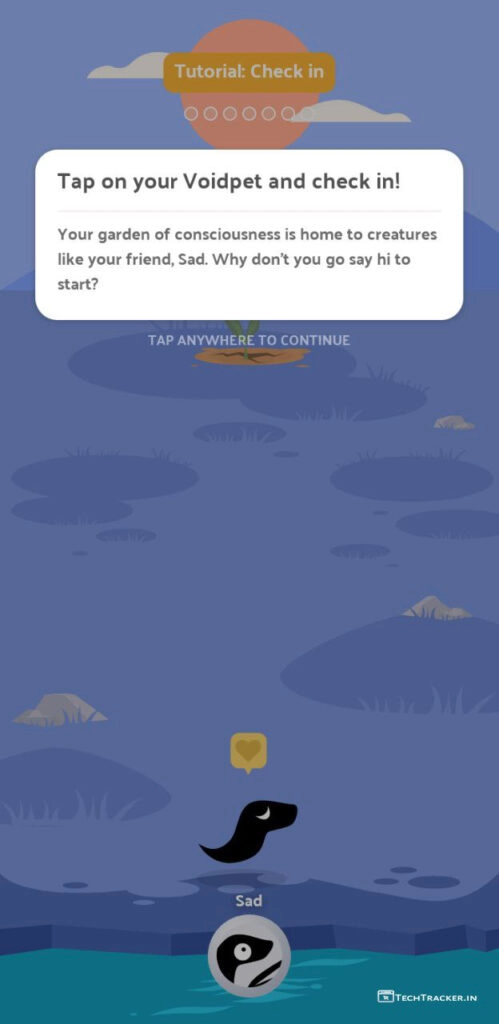 Tutorial: Check in
Tap on your Voidpet and check in!
Your garden of consciousness is home to creatures
like your friend, Sad. Why don't you go say hi to
start?
TAP ANYWHERE TO CONTINUE
Sad
TECHTRACKER.IN